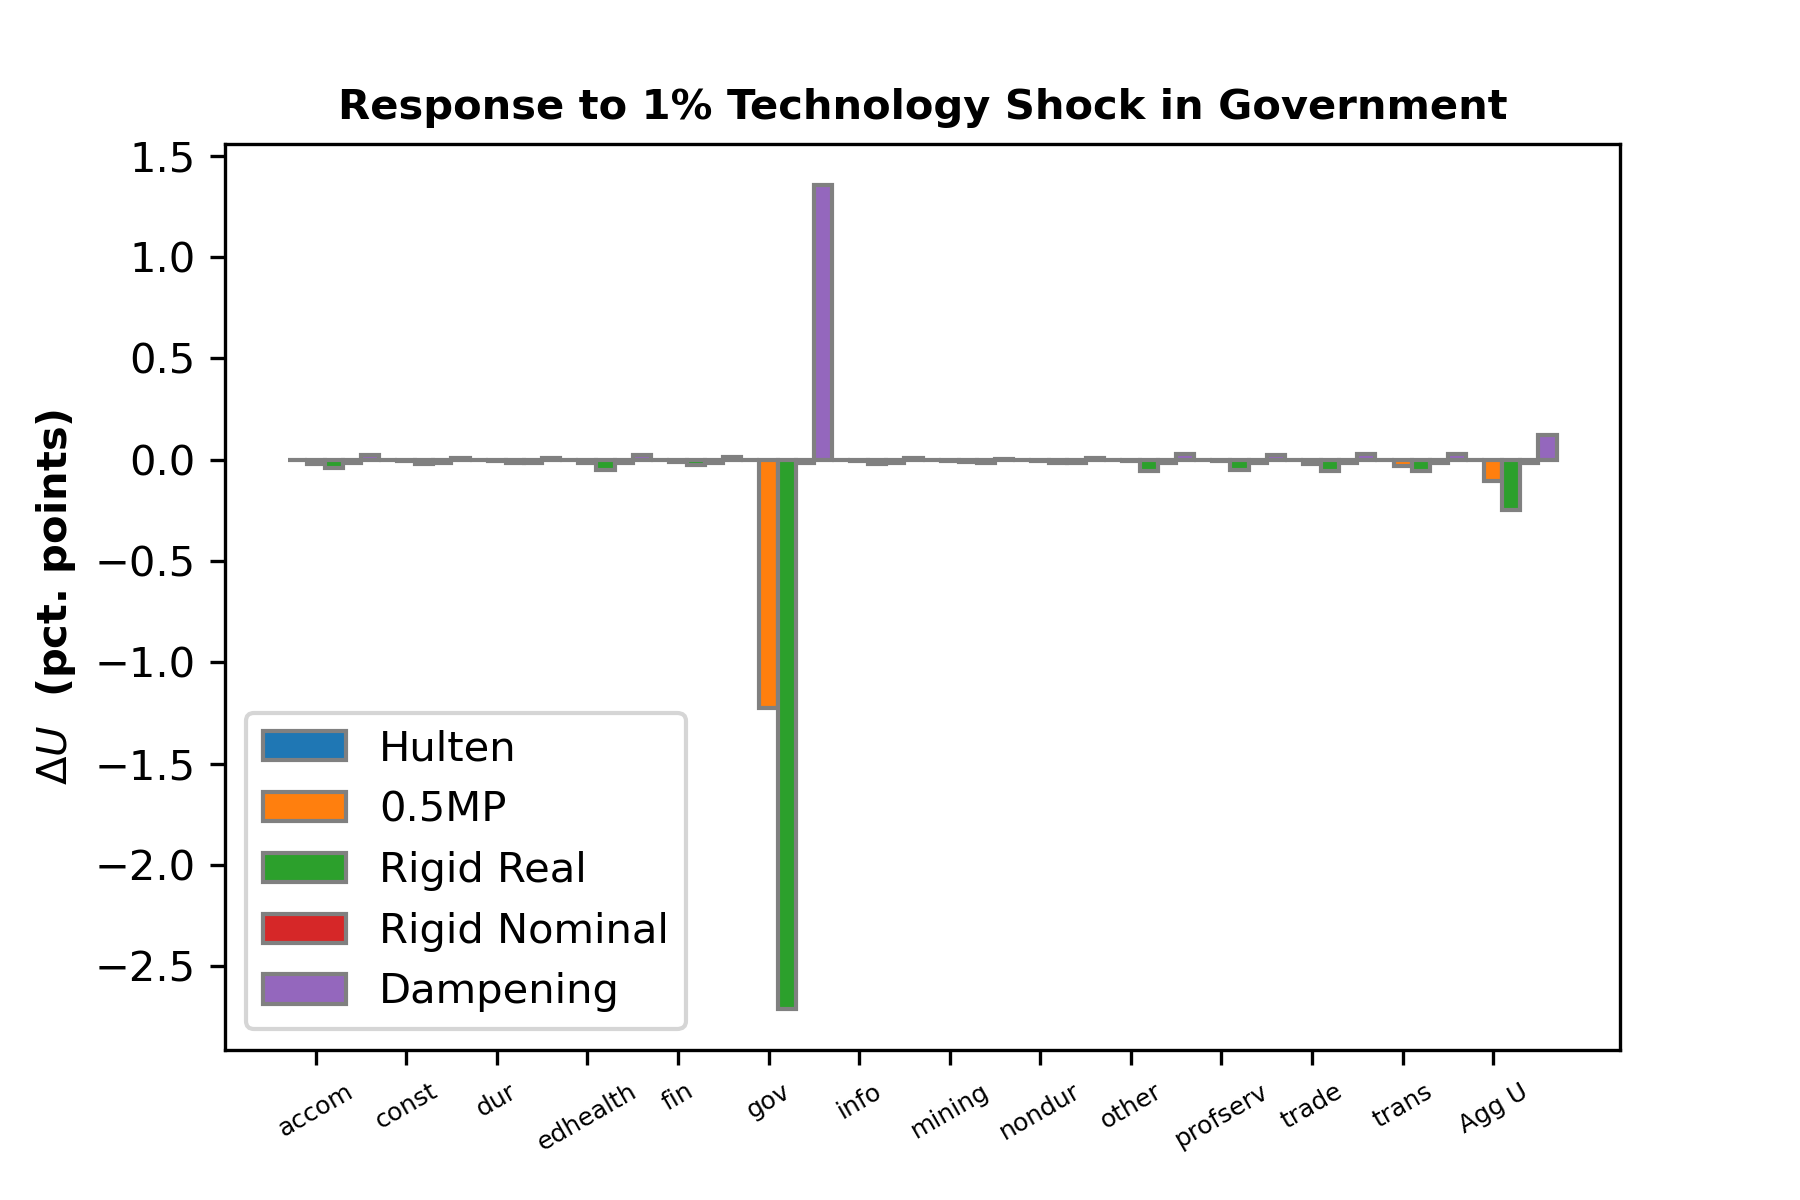 Response to 1% Technology Shock in Government
ΔU (pct. points)
1.5
1.0
0.5
0.0
−0.5
−1.0
−1.5
−2.0
−2.5
Hulten
0.5MP
Rigid Real
Rigid Nominal
Dampening
accom
const
dur
edhealth
fin
gov
info
mining
nondur
other
profserv
trade
trans
Agg U